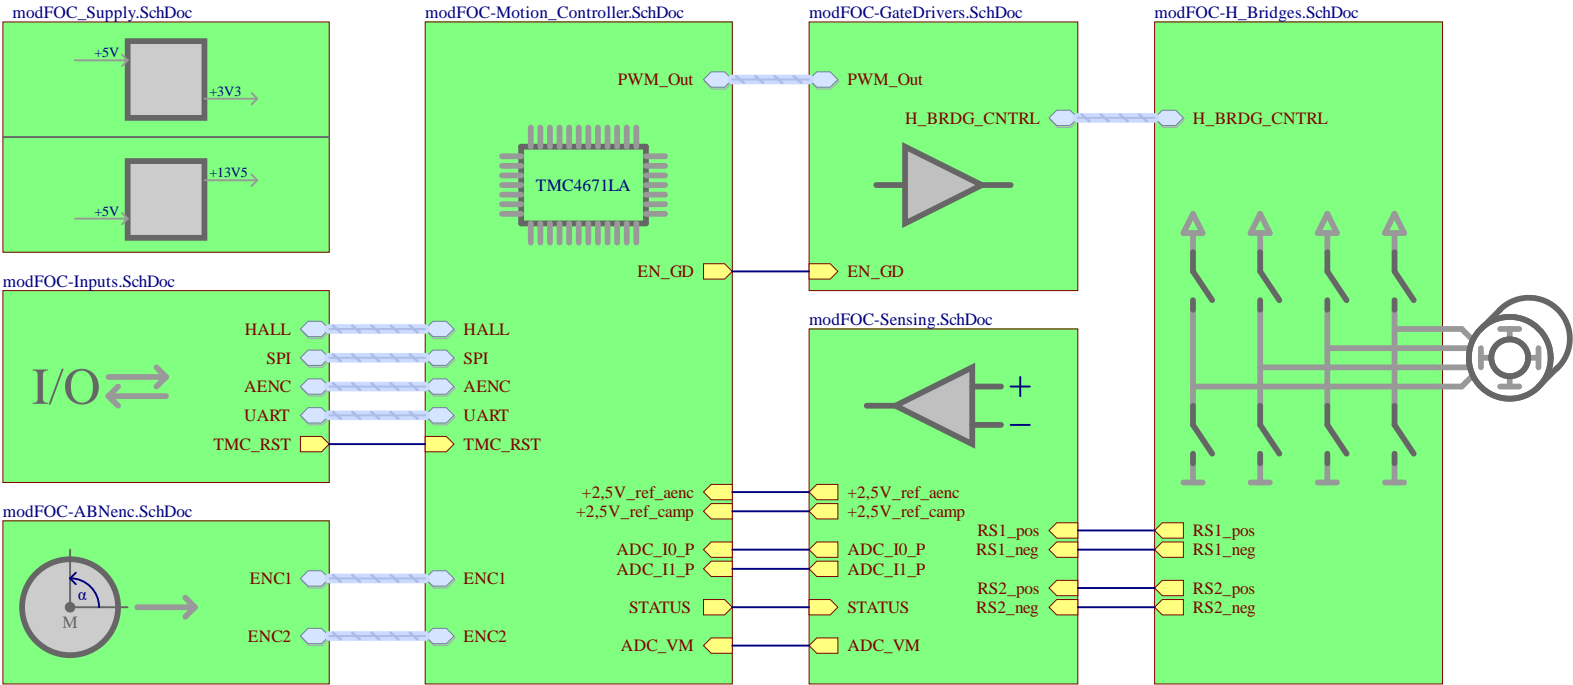 modFOC_Supply.SchDoc
+5V
+3V3
+13V5
+5V
modFOC-Inputs.SchDoc
I/O
HALL
SPI
AENC
UART
TMC_RST
modFOC-ABNenc.SchDoc
α
M
ENC1
ENC2
modFOC-Motion_Controller.SchDoc
PWM_Out
TMC4671LA
EN_GD
HALL
SPI
AENC
UART
TMC_RST
+2,5V_ref_aenc
+2,5V_ref_camp
ADC_I0_P
ADC_I1_P
ENC1
STATUS
ENC2
ADC_VM
modFOC-GateDrivers.SchDoc
PWM_Out
H_BRDG_CNTRL
EN_GD
modFOC-Sensing.SchDoc
+
−
+2,5V_ref_aenc
+2,5V_ref_camp
RS1_pos
ADC_I0_P RS1_neg
ADC_I1_P
RS2_pos
STATUS RS2_neg
ADC_VM
modFOC-H_Bridges.SchDoc
H_BRDG_CNTRL
RS1_pos
RS1_neg
RS2_pos
RS2_neg